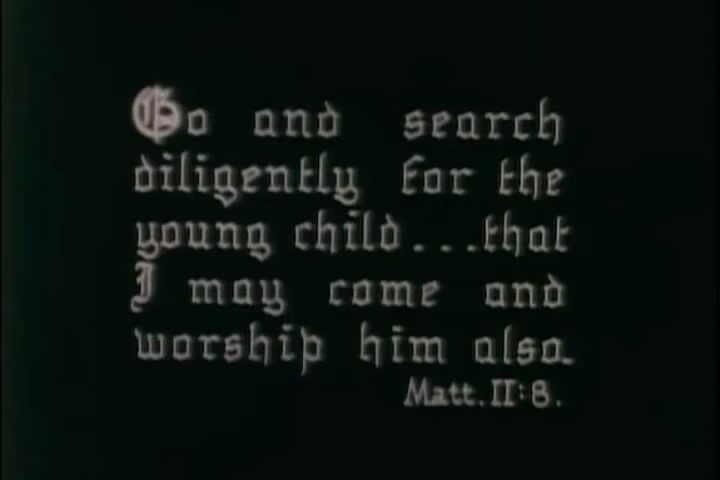 Go and search
diligently for the
young child...that
I may come and
worship him also.
Matt. II:8.